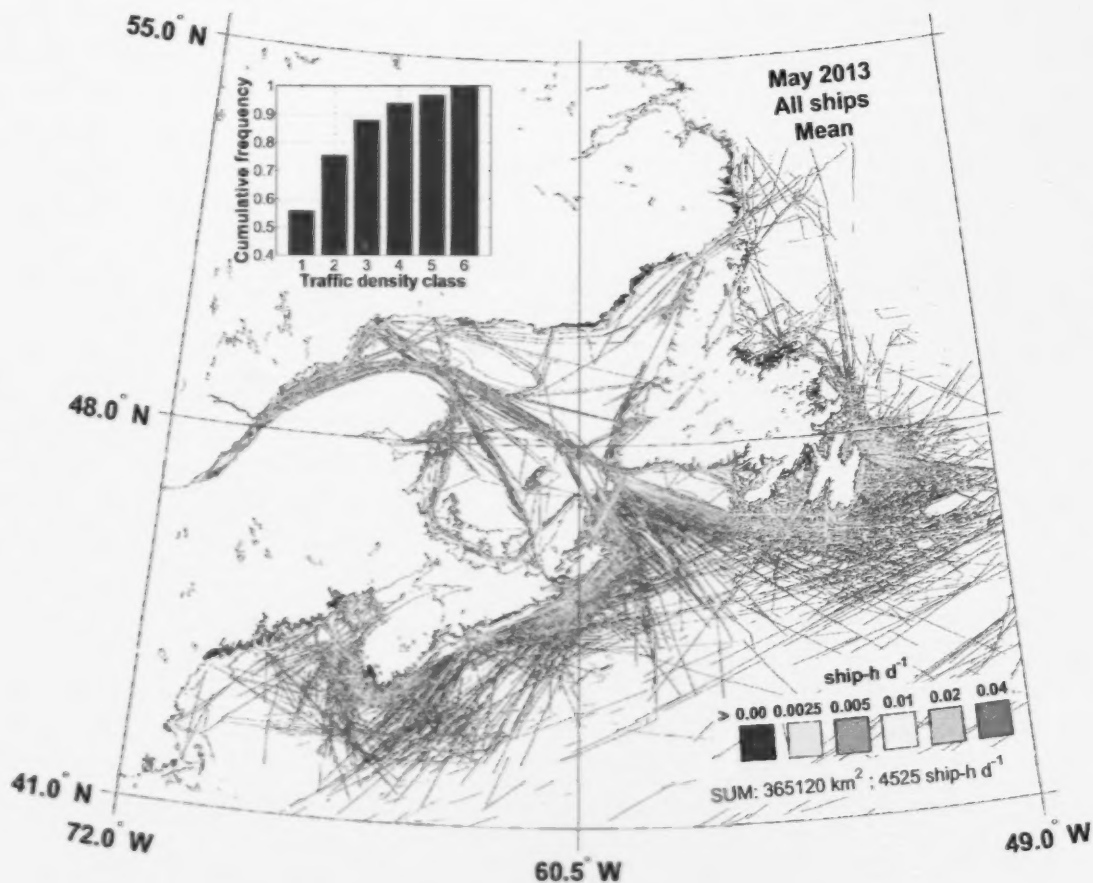 55.0° N
May 2013
All ships
Mean
Cumulative frequency
1
0.9
0.8
0.7
0.6
0.5
0.4
1 2 3 4 5 6
Traffic density class
48.0° N
ship-h d⁻¹
> 0.00 0.0025 0.005 0.01 0.02 0.04
SUM: 365120 km² ; 4525 ship-h d⁻¹
41.0° N
72.0° W
60.5° W
49.0° W